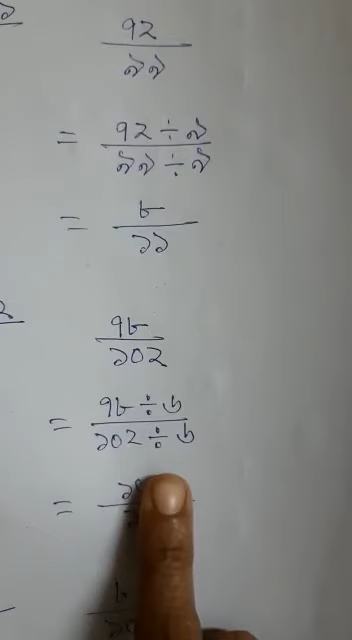 ৭২
৯৯
= ৭২ ÷ ৯
৯৯ ÷ ৯
= ৮
১১
৭৮
১০২
= ৭৮ ÷ ৬
১০২ ÷ ৬
=